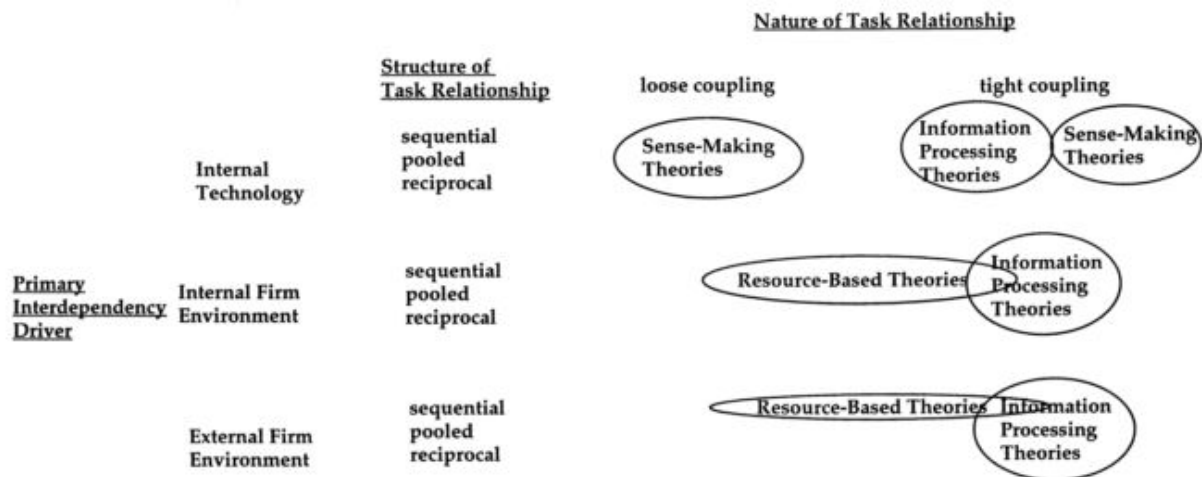 Nature of Task Relationship
Structure of
Task Relationship
loose coupling
tight coupling
Internal
Technology
sequential
pooled
reciprocal
Sense-Making
Theories
Information
Processing
Theories
Sense-Making
Theories
Primary
Interdependency
Driver
Internal Firm
Environment
sequential
pooled
reciprocal
Resource-Based Theories
Information
Processing
Theories
External Firm
Environment
sequential
pooled
reciprocal
Resource-Based Theories
Information
Processing
Theories